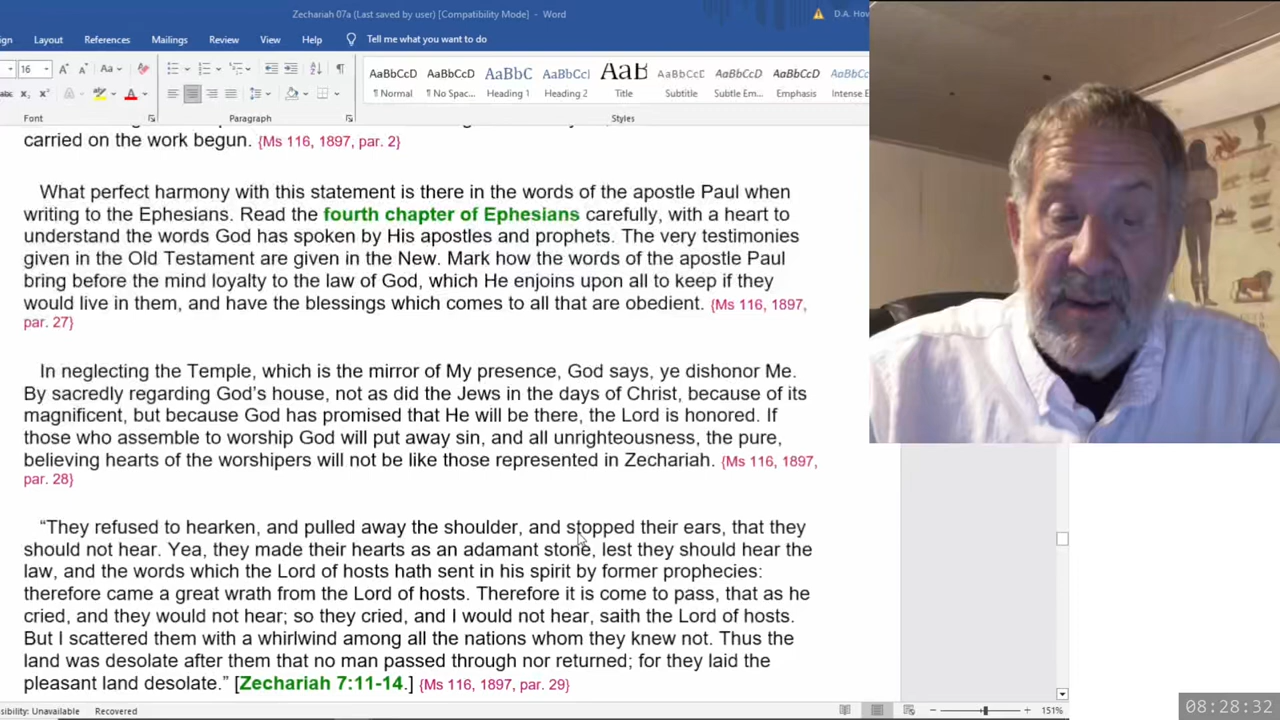 Zechariah 07a (Last saved by user) [Compatibility Mode] - Word
D.A. How
ign Layout References Mailings Review View Help Tell me what you want to do
16 Aa
AaBbCcD AaBbCcD AaBbC AaBbCcI AaB AaBbCcD AaBbCcD AaBbCcD AaBbCc
¶ Normal ¶ No Spac... Heading 1 Heading 2 Title Subtitle Subtle Em... Emphasis Intense E
Font Paragraph Styles
carried on the work begun. {Ms 116, 1897, par. 2}
What perfect harmony with this statement is there in the words of the apostle Paul when
writing to the Ephesians. Read the fourth chapter of Ephesians carefully, with a heart to
understand the words God has spoken by His apostles and prophets. The very testimonies
given in the Old Testament are given in the New. Mark how the words of the apostle Paul
bring before the mind loyalty to the law of God, which He enjoins upon all to keep if they
would live in them, and have the blessings which comes to all that are obedient. {Ms 116, 1897,
par. 27}
In neglecting the Temple, which is the mirror of My presence, God says, ye dishonor Me.
By sacredly regarding God’s house, not as did the Jews in the days of Christ, because of its
magnificent, but because God has promised that He will be there, the Lord is honored. If
those who assemble to worship God will put away sin, and all unrighteousness, the pure,
believing hearts of the worshipers will not be like those represented in Zechariah. {Ms 116, 1897,
par. 28}
“They refused to hearken, and pulled away the shoulder, and stopped their ears, that they
should not hear. Yea, they made their hearts as an adamant stone, lest they should hear the
law, and the words which the Lord of hosts hath sent in his spirit by former prophecies:
therefore came a great wrath from the Lord of hosts. Therefore it is come to pass, that as he
cried, and they would not hear; so they cried, and I would not hear, saith the Lord of hosts.
But I scattered them with a whirlwind among all the nations whom they knew not. Thus the
land was desolate after them that no man passed through nor returned; for they laid the
pleasant land desolate.” [Zechariah 7:11-14.] {Ms 116, 1897, par. 29}
sibility: Unavailable Recovered
151%
08:28:32